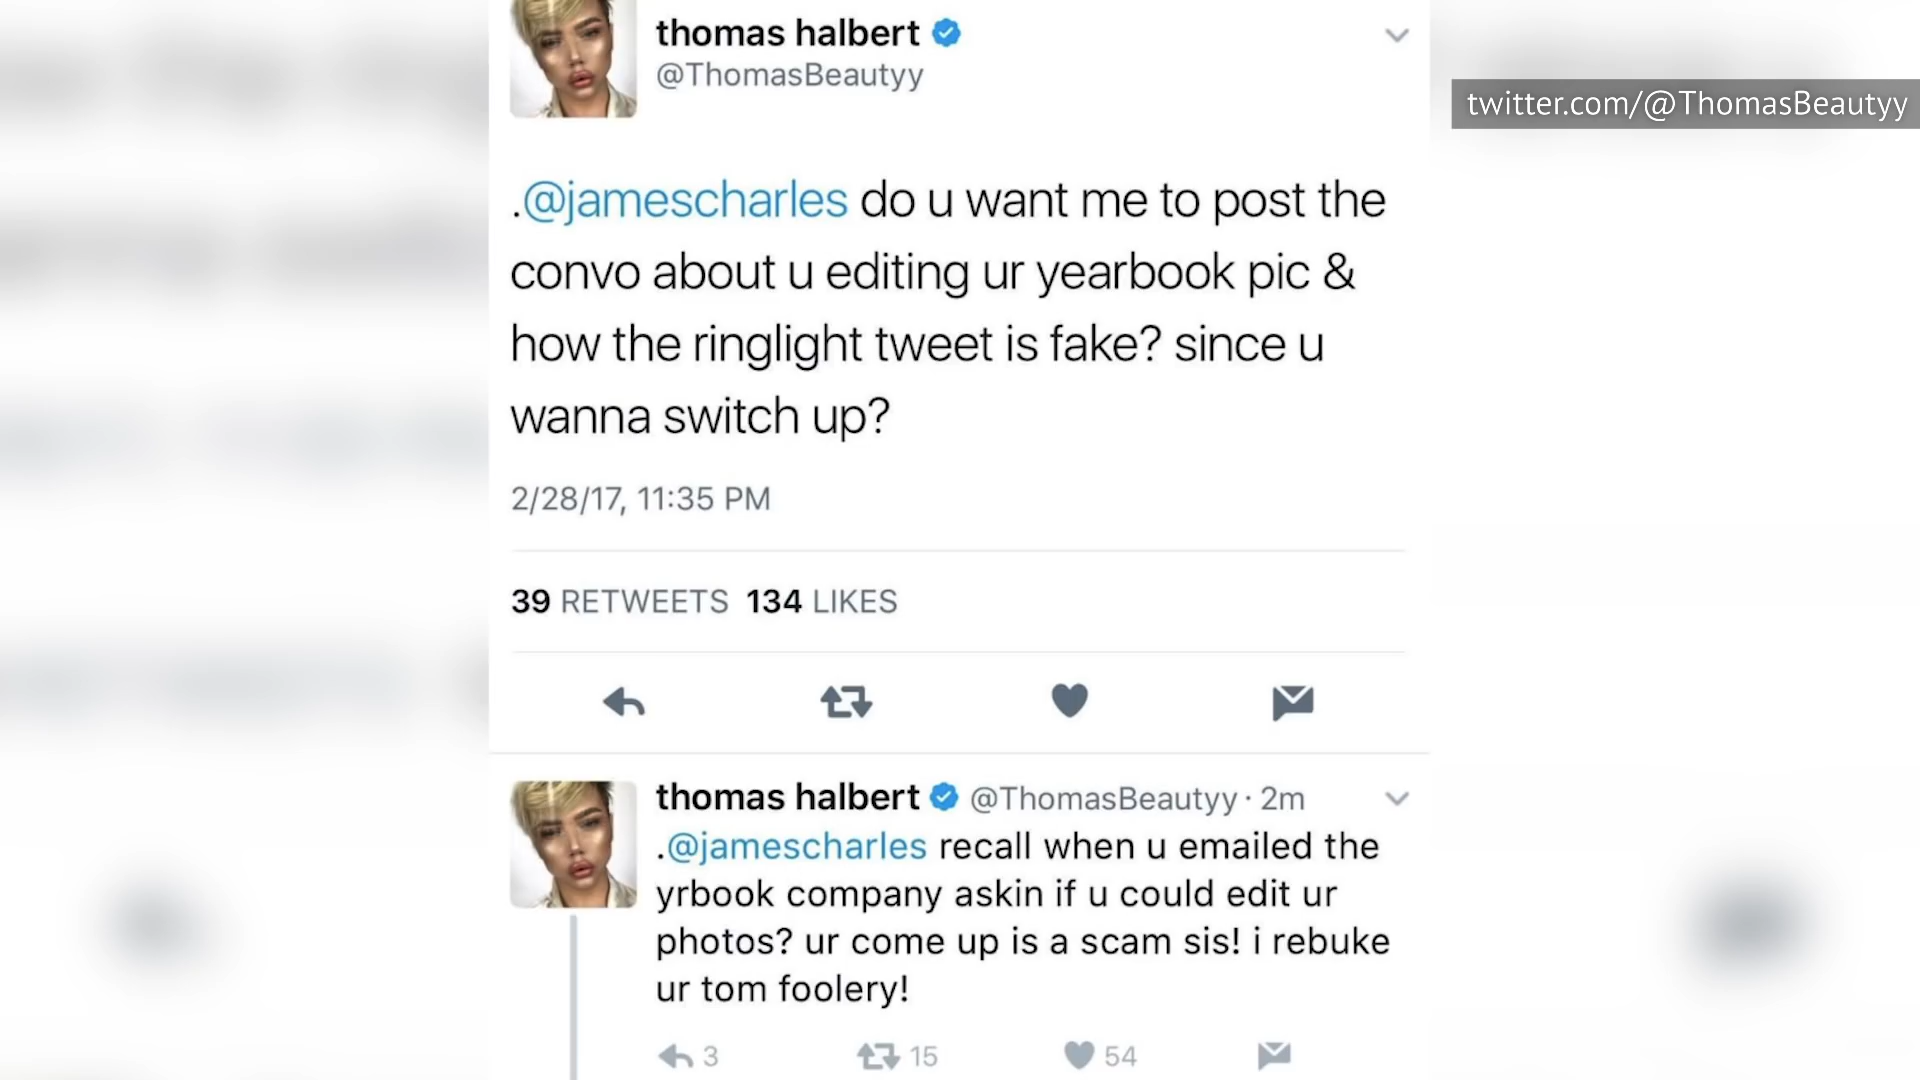 thomas halbert
@ThomasBeautyy
twitter.com/@ThomasBeautyy
.@jamescharles do u want me to post the
convo about u editing ur yearbook pic &
how the ringlight tweet is fake? since u
wanna switch up?
2/28/17, 11:35 PM
39 RETWEETS 134 LIKES
thomas halbert @ThomasBeautyy · 2m
.@jamescharles recall when u emailed the
yrbook company askin if u could edit ur
photos? ur come up is a scam sis! i rebuke
ur tom foolery!
3 15 54